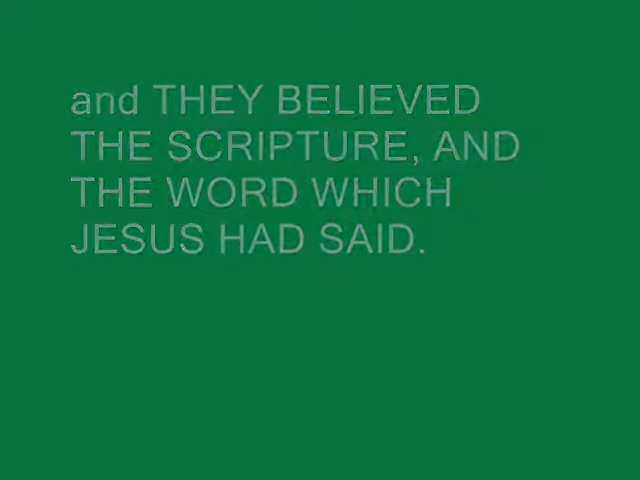 and THEY BELIEVED
THE SCRIPTURE, AND
THE WORD WHICH
JESUS HAD SAID.